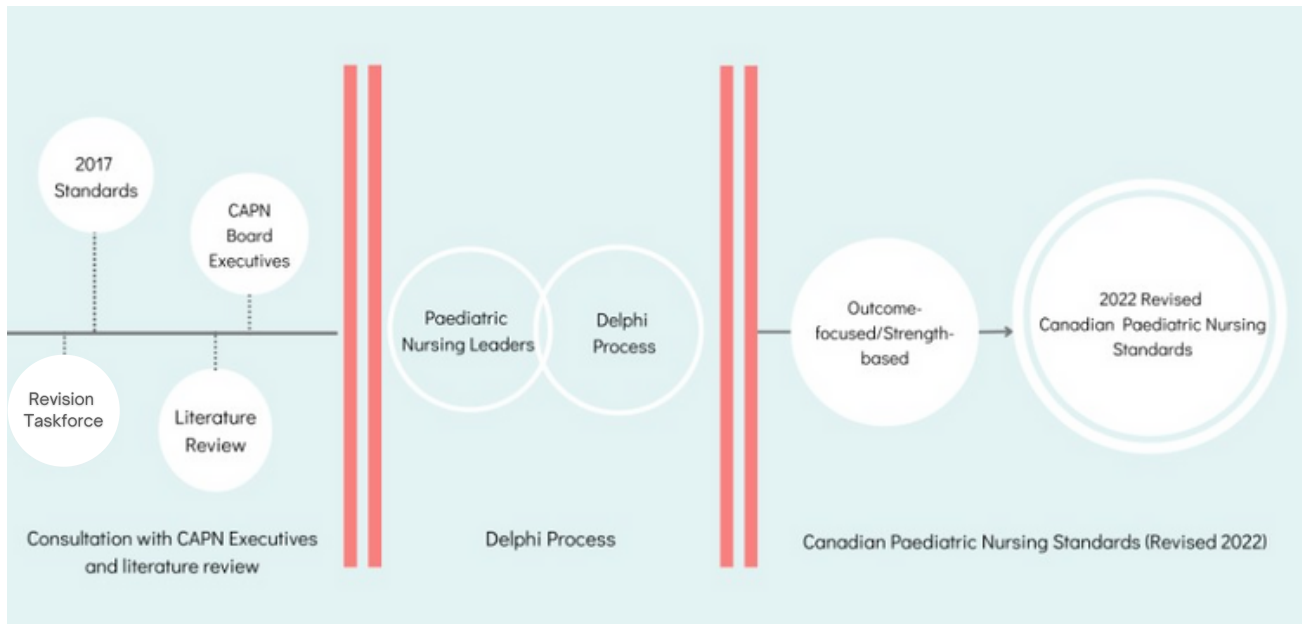 2017
Standards
CAPN
Board
Executives
Revision
Taskforce
Literature
Review
Consultation with CAPN Executives
and literature review
Paediatric
Nursing Leaders
Delphi
Process
Delphi Process
Outcome-
focused/Strength-
based
2022 Revised
Canadian Paediatric Nursing
Standards
Canadian Paediatric Nursing Standards (Revised 2022)